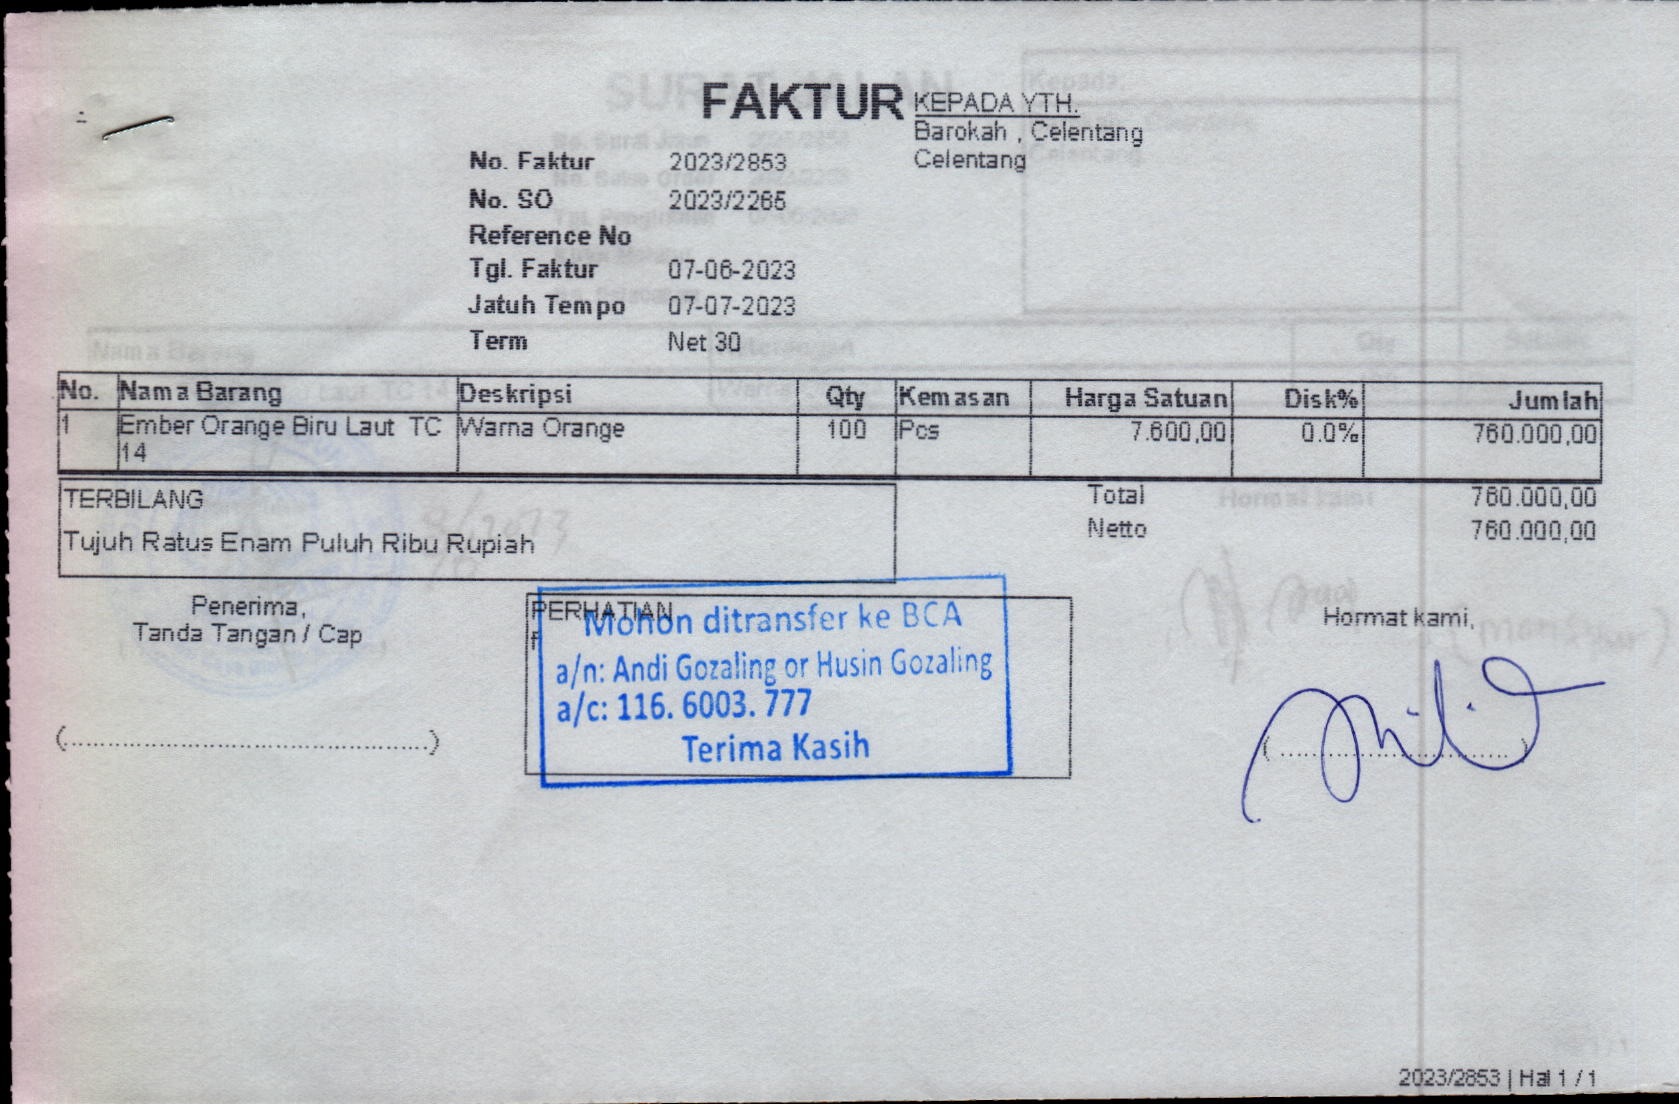 FAKTUR
KEPADA YTH.
Barokah , Celentang
Celentang
No. Faktur 2023/2853
No. SO 2023/2265
Reference No
Tgl. Faktur 07-06-2023
Jatuh Tempo 07-07-2023
Term Net 30
No. Nama Barang Deskripsi Qty Kemasan Harga Satuan Disk% Jumlah
1 Ember Orange Biru Laut TC Warna Orange 100 Pcs 7.600,00 0.0% 760.000,00
14
TERBILANG
Tujuh Ratus Enam Puluh Ribu Rupiah
Total 760.000,00
Netto 760.000,00
Penerima,
Tanda Tangan / Cap
PERHATIAN
Mohon ditransfer ke BCA
a/n: Andi Gozaling or Husin Gozaling
a/c: 116. 6003. 777
Terima Kasih
Hormat kami,
2023/2853 | Hal 1 / 1